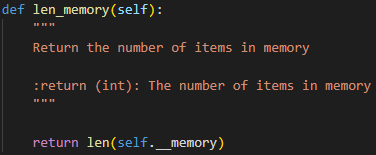 def len_memory(self):
    """
    Return the number of items in memory

    :return (int): The number of items in memory
    """

    return len(self.__memory)